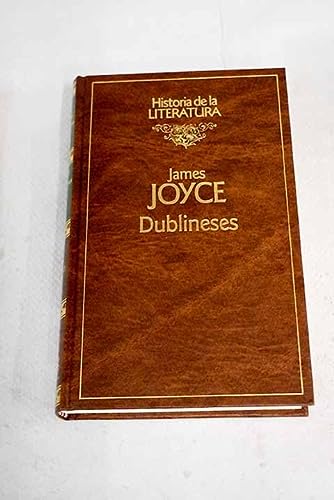 Historia de la
LITERATURA
James
JOYCE
Dublineses